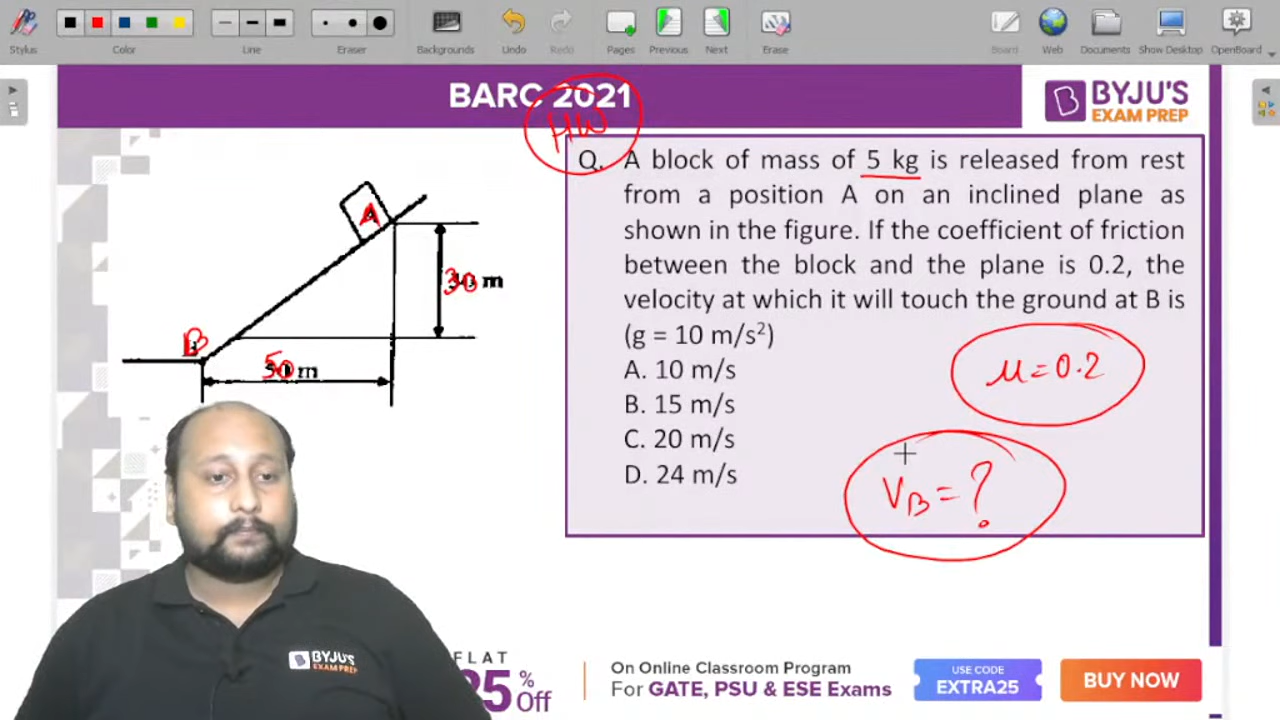 Stylus
Color
Line
Eraser
Backgrounds
Undo
Redo
Pages
Previous
Next
Erase
Board
Web
Documents
Show Desktop
OpenBoard
BARC 2021
BYJU'S
EXAM PREP
HW
Q. A block of mass of 5 kg is released from rest
from a position A on an inclined plane as
shown in the figure. If the coefficient of friction
between the block and the plane is 0.2, the
velocity at which it will touch the ground at B is
(g = 10 m/s²)
A. 10 m/s
B. 15 m/s
C. 20 m/s
D. 24 m/s
μ = 0.2
V_B = ?
A
30 m
B
50 m
BYJU'S
EXAM PREP
FLAT
25% Off
On Online Classroom Program
For GATE, PSU & ESE Exams
USE CODE
EXTRA25
BUY NOW